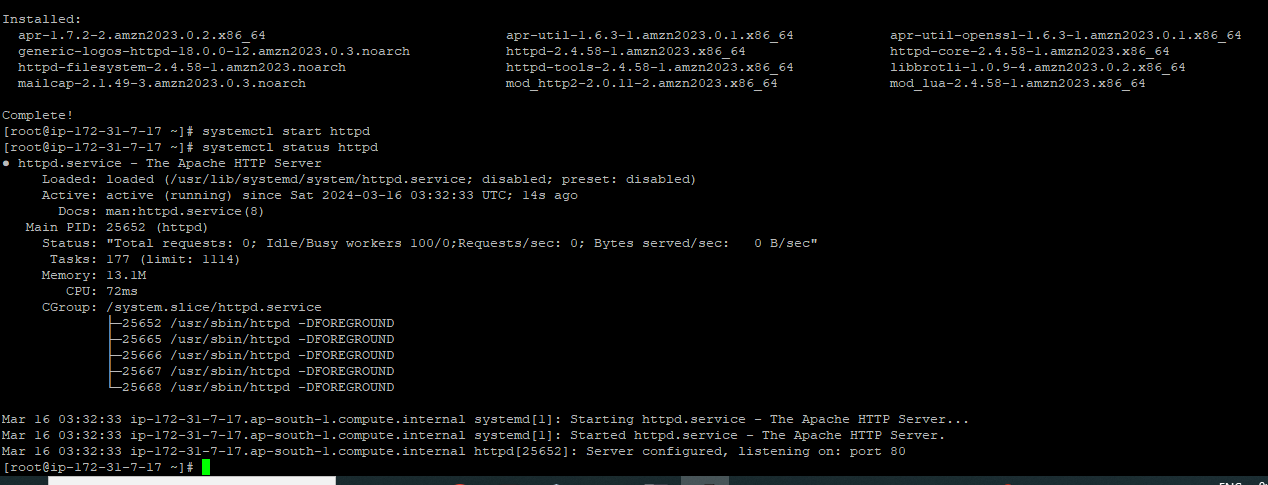 Installed:
  apr-1.7.2-2.amzn2023.0.2.x86_64                              apr-util-1.6.3-1.amzn2023.0.1.x86_64            apr-util-openssl-1.6.3-1.amzn2023.0.1.x86_64
  generic-logos-httpd-18.0.0-12.amzn2023.0.3.noarch            httpd-2.4.58-1.amzn2023.x86_64                  httpd-core-2.4.58-1.amzn2023.x86_64
  httpd-filesystem-2.4.58-1.amzn2023.noarch                    httpd-tools-2.4.58-1.amzn2023.x86_64            libbrotli-1.0.9-4.amzn2023.0.2.x86_64
  mailcap-2.1.49-3.amzn2023.0.3.noarch                         mod_http2-2.0.11-2.amzn2023.x86_64              mod_lua-2.4.58-1.amzn2023.x86_64
Complete!
[root@ip-172-31-7-17 ~]# systemctl start httpd
[root@ip-172-31-7-17 ~]# systemctl status httpd
● httpd.service - The Apache HTTP Server
     Loaded: loaded (/usr/lib/systemd/system/httpd.service; disabled; preset: disabled)
     Active: active (running) since Sat 2024-03-16 03:32:33 UTC; 14s ago
       Docs: man:httpd.service(8)
   Main PID: 25652 (httpd)
     Status: "Total requests: 0; Idle/Busy workers 100/0;Requests/sec: 0; Bytes served/sec:   0 B/sec"
      Tasks: 177 (limit: 1114)
     Memory: 13.1M
        CPU: 72ms
     CGroup: /system.slice/httpd.service
             ├─25652 /usr/sbin/httpd -DFOREGROUND
             ├─25665 /usr/sbin/httpd -DFOREGROUND
             ├─25666 /usr/sbin/httpd -DFOREGROUND
             ├─25667 /usr/sbin/httpd -DFOREGROUND
             └─25668 /usr/sbin/httpd -DFOREGROUND
Mar 16 03:32:33 ip-172-31-7-17.ap-south-1.compute.internal systemd[1]: Starting httpd.service - The Apache HTTP Server...
Mar 16 03:32:33 ip-172-31-7-17.ap-south-1.compute.internal systemd[1]: Started httpd.service - The Apache HTTP Server.
Mar 16 03:32:33 ip-172-31-7-17.ap-south-1.compute.internal httpd[25652]: Server configured, listening on: port 80
[root@ip-172-31-7-17 ~]#